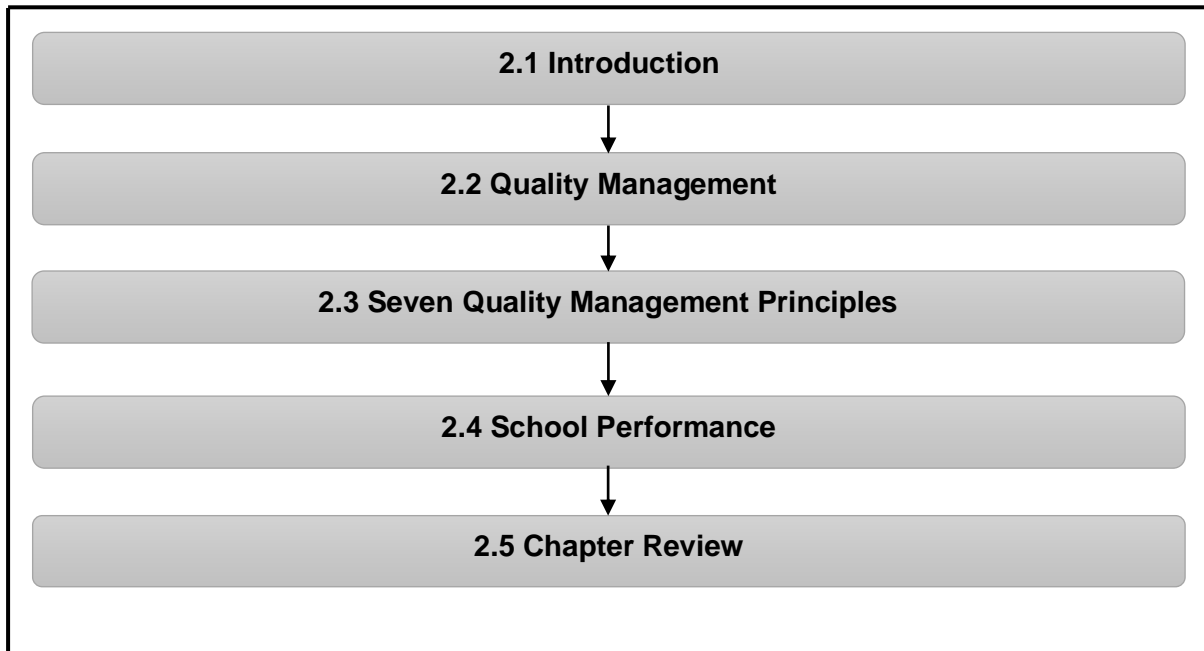 2.1 Introduction
2.2 Quality Management
2.3 Seven Quality Management Principles
2.4 School Performance
2.5 Chapter Review